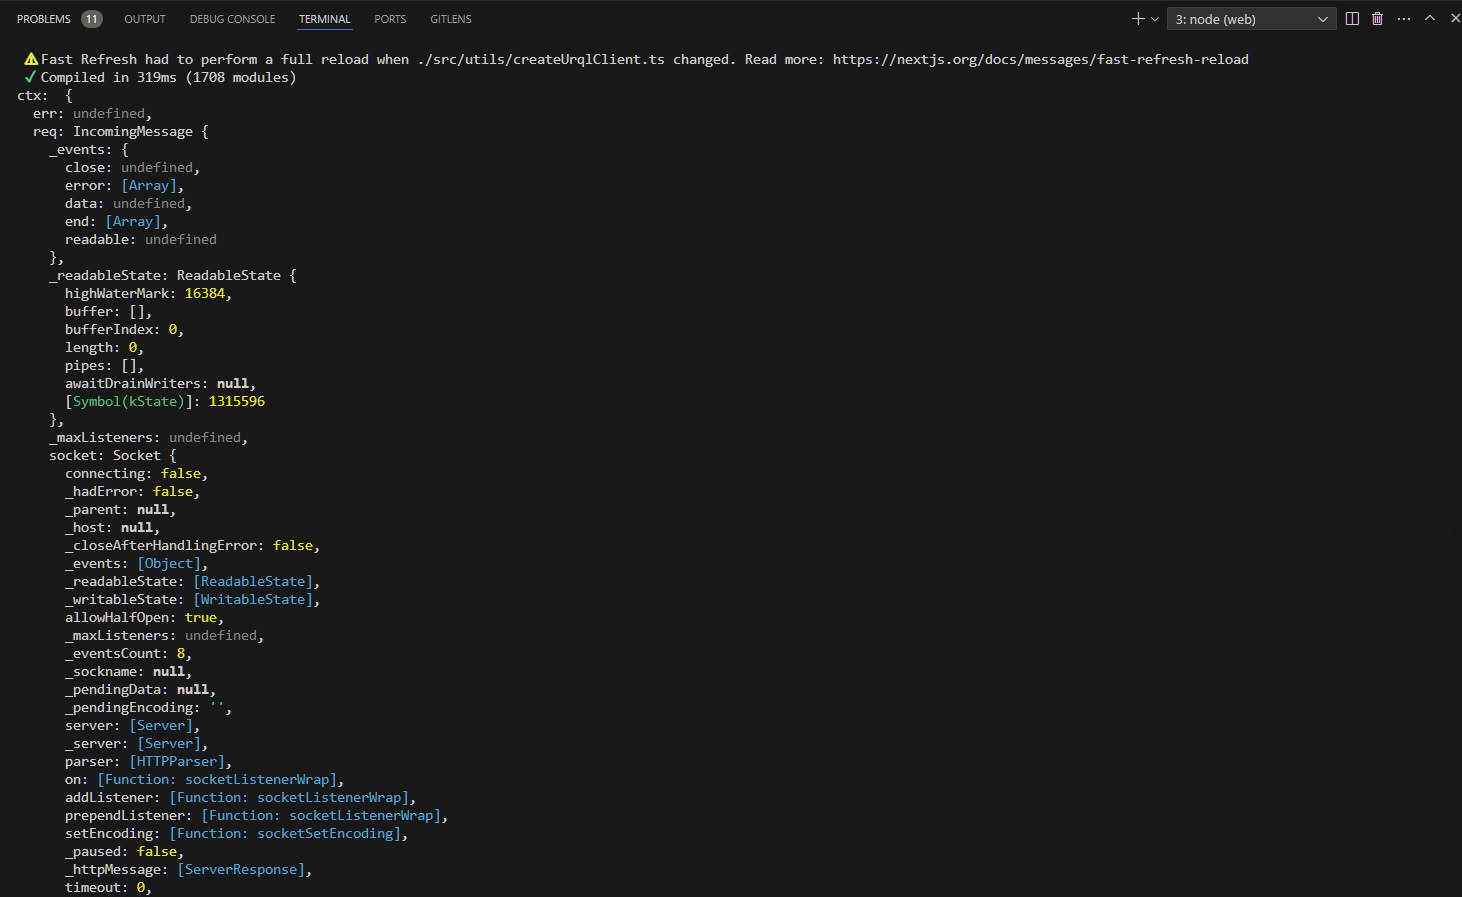 PROBLEMS 11 OUTPUT DEBUG CONSOLE TERMINAL PORTS GITLENS 3: node (web)
Fast Refresh had to perform a full reload when ./src/utils/createUrqlClient.ts changed. Read more: https://nextjs.org/docs/messages/fast-refresh-reload
✓ Compiled in 319ms (1708 modules)
ctx:  {
  err: undefined,
  req: IncomingMessage {
    _events: {
      close: undefined,
      error: [Array],
      data: undefined,
      end: [Array],
      readable: undefined
    },
    _readableState: ReadableState {
      highWaterMark: 16384,
      buffer: [],
      bufferIndex: 0,
      length: 0,
      pipes: [],
      awaitDrainWriters: null,
      [Symbol(kState)]: 1315596
    },
    _maxListeners: undefined,
    socket: Socket {
      connecting: false,
      _hadError: false,
      _parent: null,
      _host: null,
      _closeAfterHandlingError: false,
      _events: [Object],
      _readableState: [ReadableState],
      _writableState: [WritableState],
      allowHalfOpen: true,
      _maxListeners: undefined,
      _eventsCount: 8,
      _sockname: null,
      _pendingData: null,
      _pendingEncoding: '',
      server: [Server],
      _server: [Server],
      parser: [HTTPParser],
      on: [Function: socketListenerWrap],
      addListener: [Function: socketListenerWrap],
      prependListener: [Function: socketListenerWrap],
      setEncoding: [Function: socketSetEncoding],
      _paused: false,
      _httpMessage: [ServerResponse],
      timeout: 0,